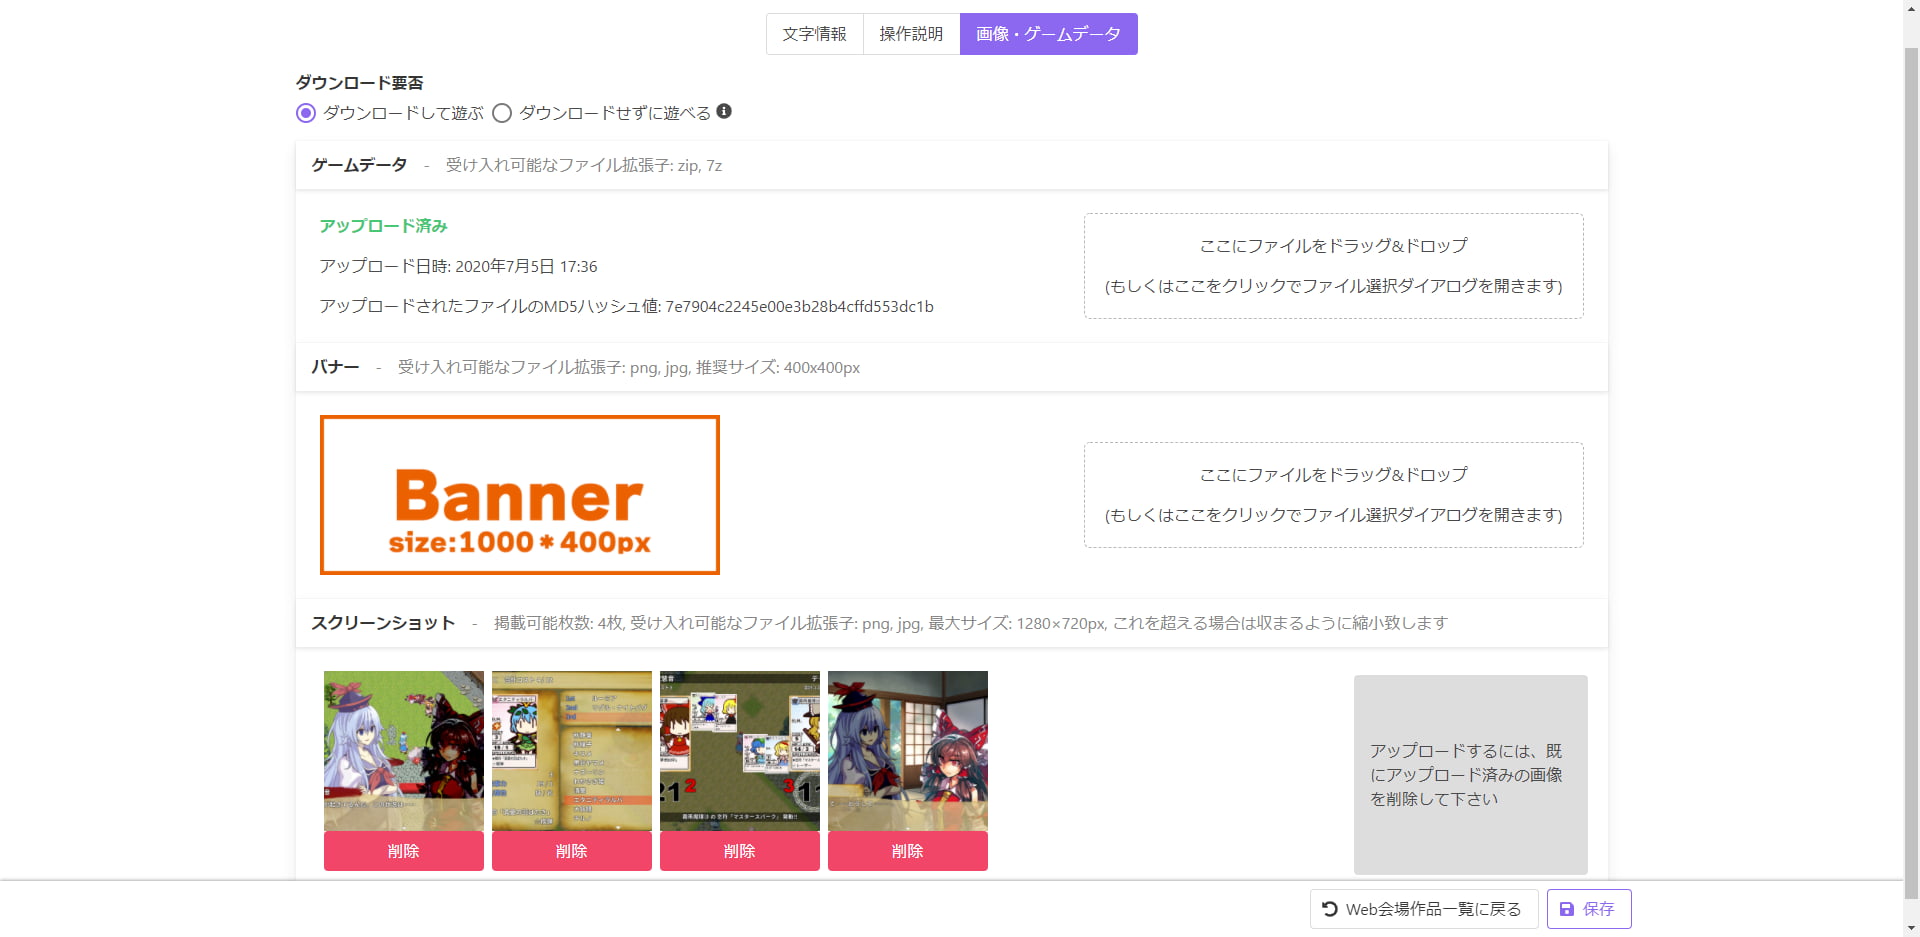 文字情報
操作説明
画像・ゲームデータ
ダウンロード要否
ダウンロードして遊ぶ ダウンロードせずに遊べる
ゲームデータ - 受け入れ可能なファイル拡張子: zip, 7z
アップロード済み
アップロード日時: 2020年7月5日 17:36
アップロードされたファイルのMD5ハッシュ値: 7e7904c2245e00e3b28b4cffd553dc1b
ここにファイルをドラッグ&ドロップ
(もしくはここをクリックでファイル選択ダイアログを開きます)
バナー - 受け入れ可能なファイル拡張子: png, jpg, 推奨サイズ: 400x400px
Banner
size:1000*400px
ここにファイルをドラッグ&ドロップ
(もしくはここをクリックでファイル選択ダイアログを開きます)
スクリーンショット - 掲載可能枚数: 4枚, 受け入れ可能なファイル拡張子: png, jpg, 最大サイズ: 1280×720px, これを超える場合は収まるように縮小致します
削除
削除
削除
削除
アップロードするには、既
にアップロード済みの画像
を削除して下さい
Web会場作品一覧に戻る
保存